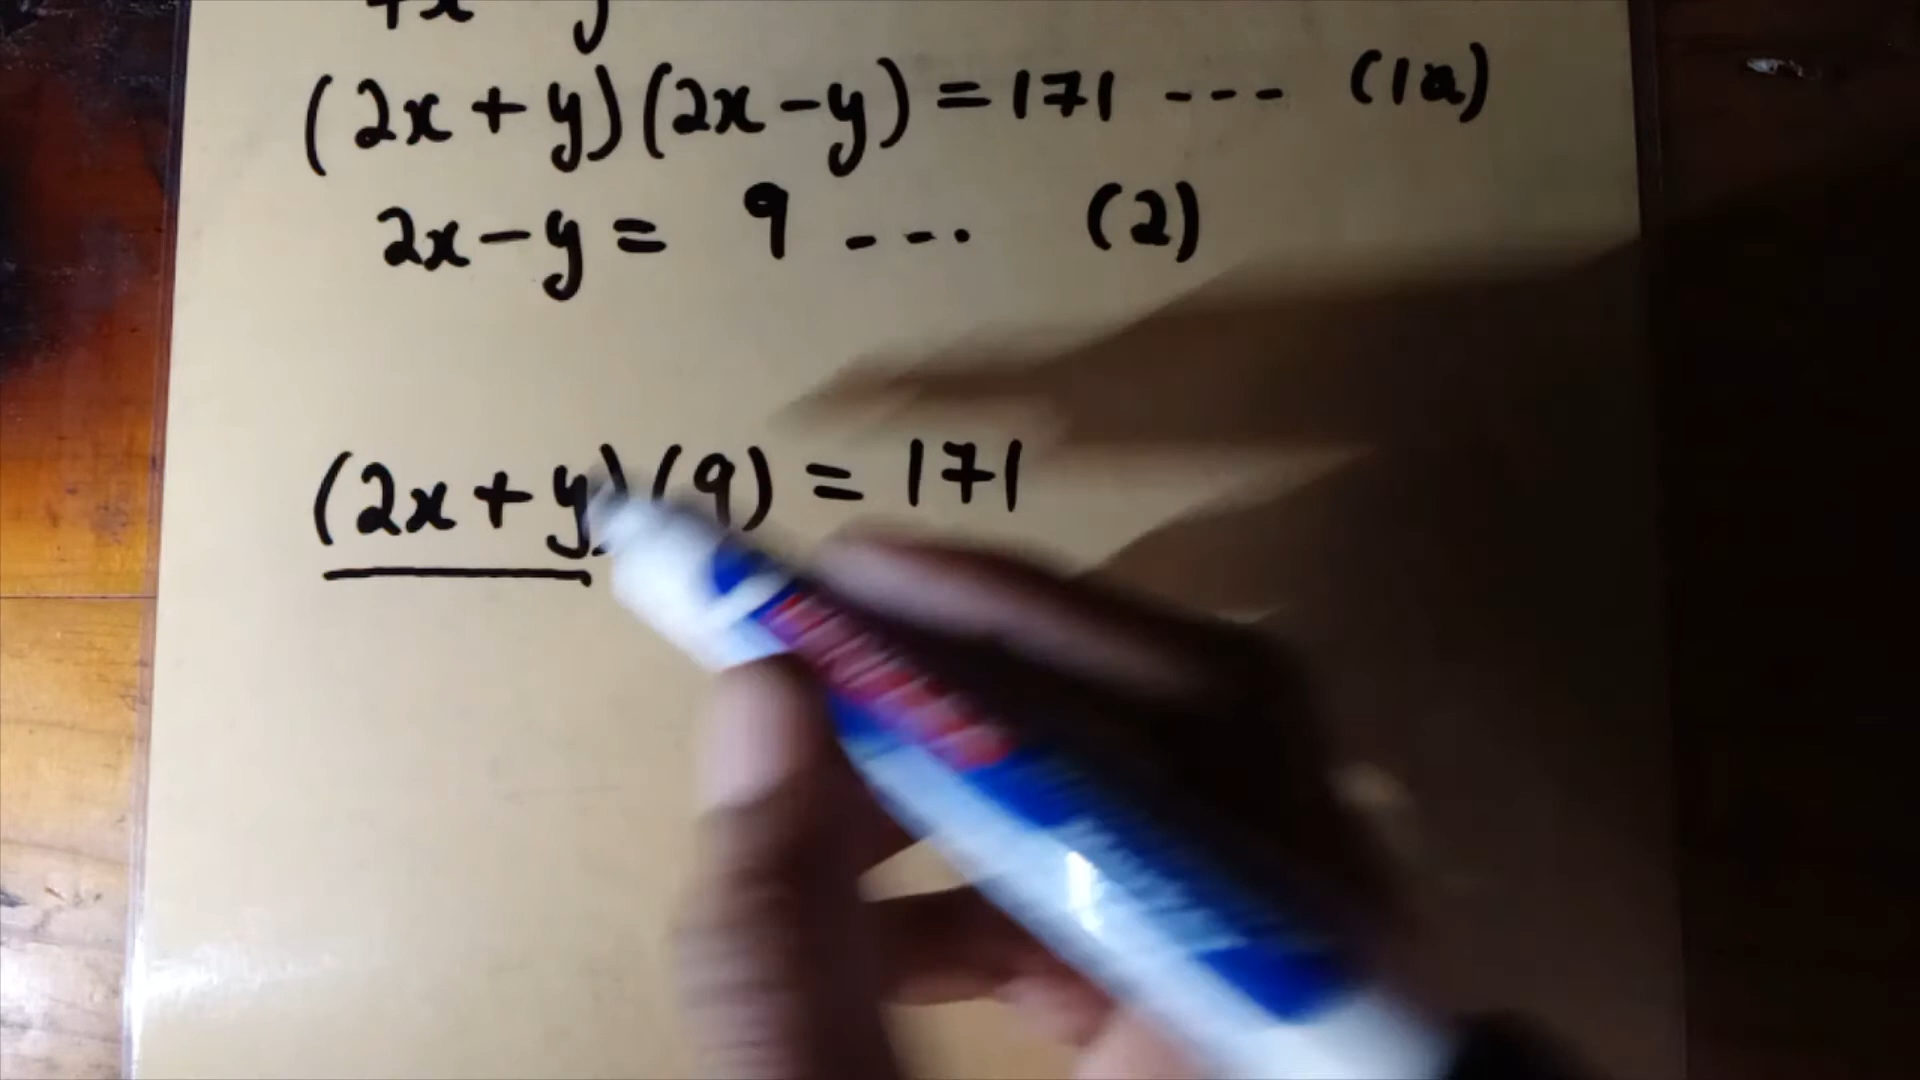 (2x + y)(2x - y) = 171 --- (1a)
2x - y = 9 --- (2)
(2x + y)(9) = 171